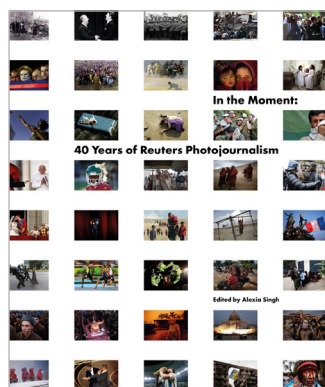 In the Moment:
40 Years of Reuters Photojournalism
Edited by Alexia Singh